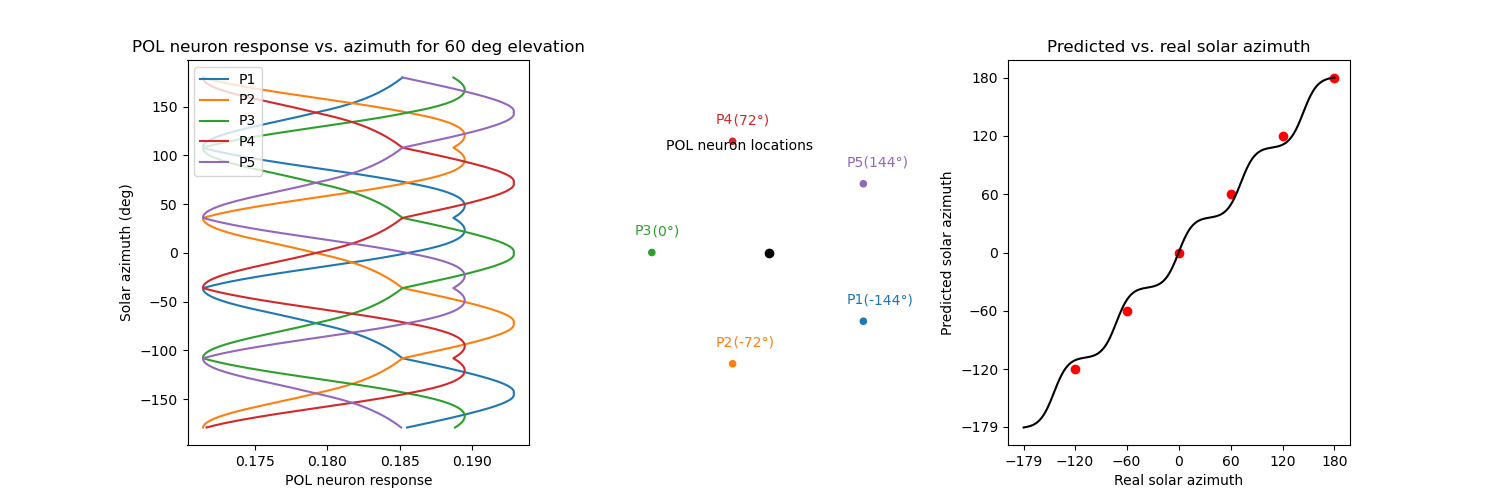 POL neuron response vs. azimuth for 60 deg elevation
P1
P2
P3
P4
P5
150
100
50
0
−50
−100
−150
Solar azimuth (deg)
0.175 0.180 0.185 0.190
POL neuron response
P4(72°)
POL neuron locations
P5(144°)
P3(0°)
P1(-144°)
P2(-72°)
Predicted vs. real solar azimuth
180
120
60
0
−60
−120
−179
Predicted solar azimuth
−179 −120 −60 0 60 120 180
Real solar azimuth